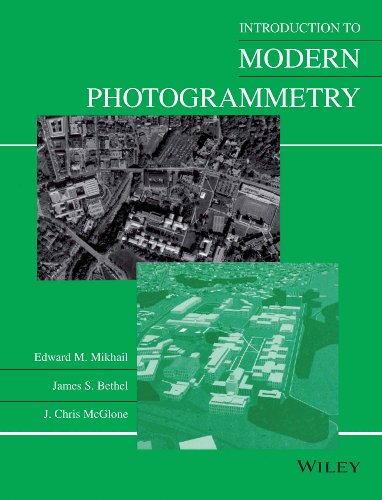 INTRODUCTION TO
MODERN
PHOTOGRAMMETRY
Edward M. Mikhail
James S. Bethel
J. Chris McGlone
WILEY